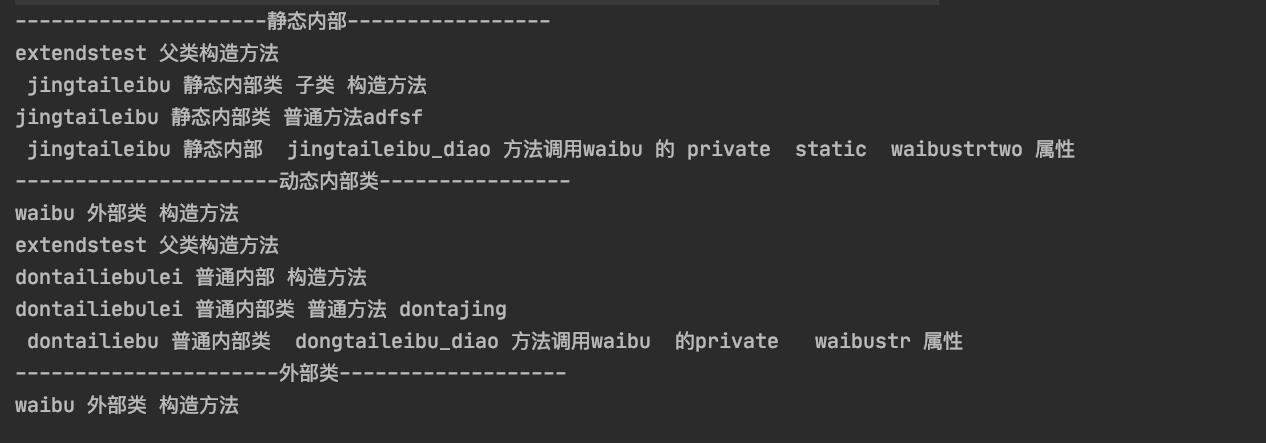 ---------------------静态内部-----------------
extendstest 父类构造方法
 jingtaileibu 静态内部类 子类 构造方法
jingtaileibu 静态内部类 普通方法adfsf
 jingtaileibu 静态内部  jingtaileibu_diao 方法调用waibu 的 private  static  waibustrtwo 属性
----------------------动态内部类----------------
waibu 外部类 构造方法
extendstest 父类构造方法
dontailiebulei 普通内部 构造方法
dontailiebulei 普通内部类 普通方法 dontajing
 dontailiebu 普通内部类  dongtaileibu_diao 方法调用waibu  的private   waibustr 属性
----------------------外部类-------------------
waibu 外部类 构造方法